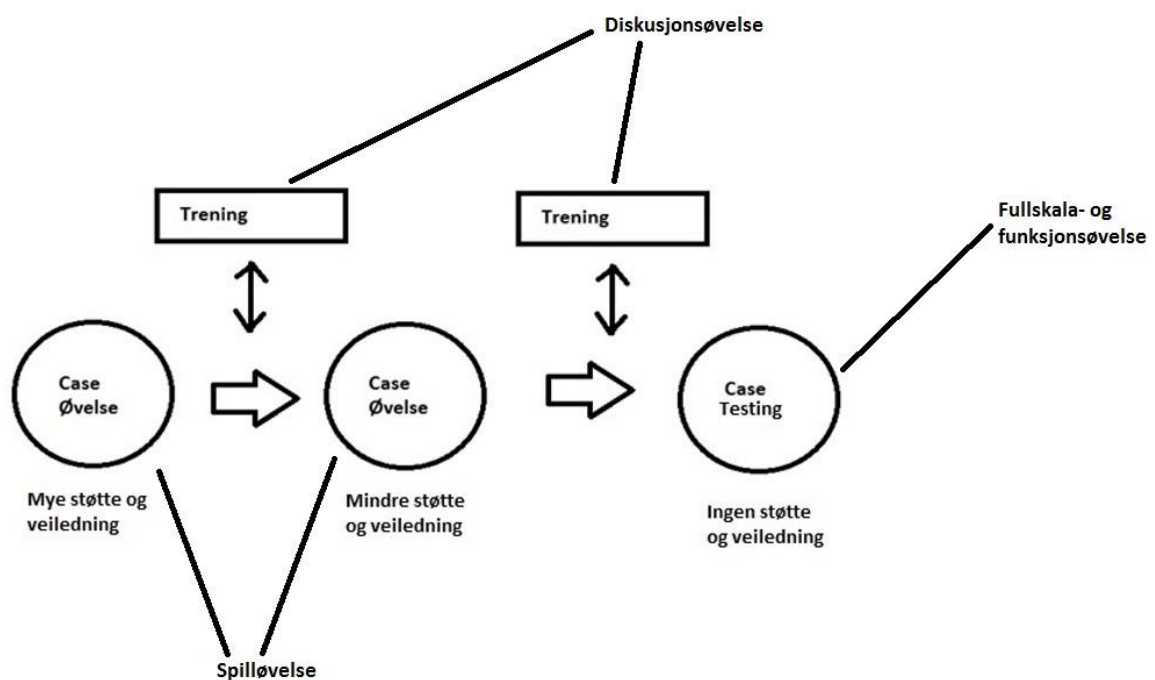 Diskusjonsøvelse
Trening
Trening
Fullskala- og
funksjonsøvelse
Case
Øvelse
Case
Øvelse
Case
Testing
Mye støtte og
veiledning
Mindre støtte
og veiledning
Ingen støtte
og veiledning
Spilløvelse